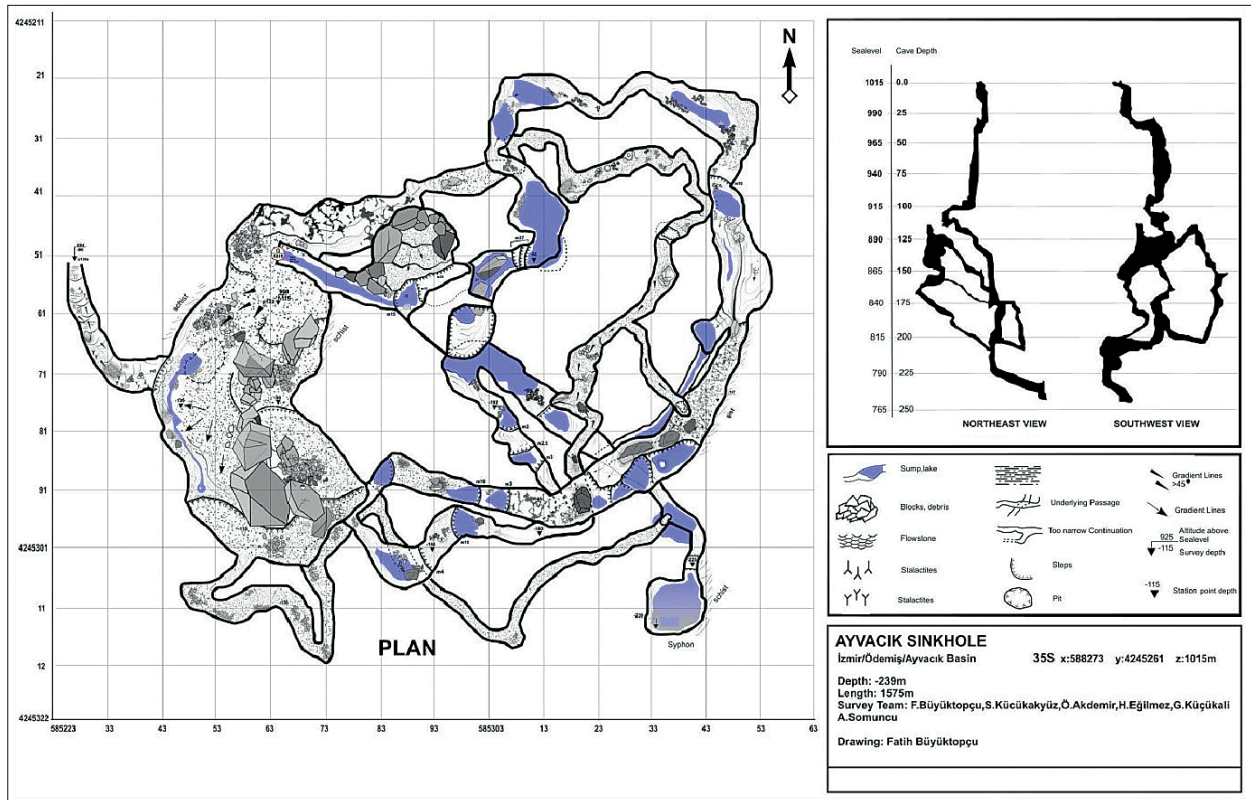 4245211
21
31
41
51
61
71
81
91
4245301
11
12
4245322
585223
33
43
53
63
73
83
93
585303
13
23
33
43
53
63
N
schist
schist
schist
PLAN
Syphon
Sealevel
Cave Depth
1015
0.0
990
25
965
50
940
75
915
100
890
125
865
150
840
175
815
200
790
225
765
250
NORTHEAST VIEW
SOUTHWEST VIEW
Sump,lake
Blocks, debris
Flowstone
Stalactites
Stalactites
Underlying Passage
Too narrow Continuation
Steps
Pit
Gradient Lines
>45°
Gradient Lines
Altitude above
925
Sealevel
-115
Survey depth
-115
Station point depth
AYVACIK SINKHOLE
İzmir/Ödemiş/Ayvacık Basin
35S x:588273 y:4245261 z:1015m
Depth: -239m
Length: 1575m
Survey Team: F.Büyüktopçu,S.Kücükakyüz,Ö.Akdemir,H.Eğilmez,G.Küçükali
A.Somuncu
Drawing: Fatih Büyüktopçu